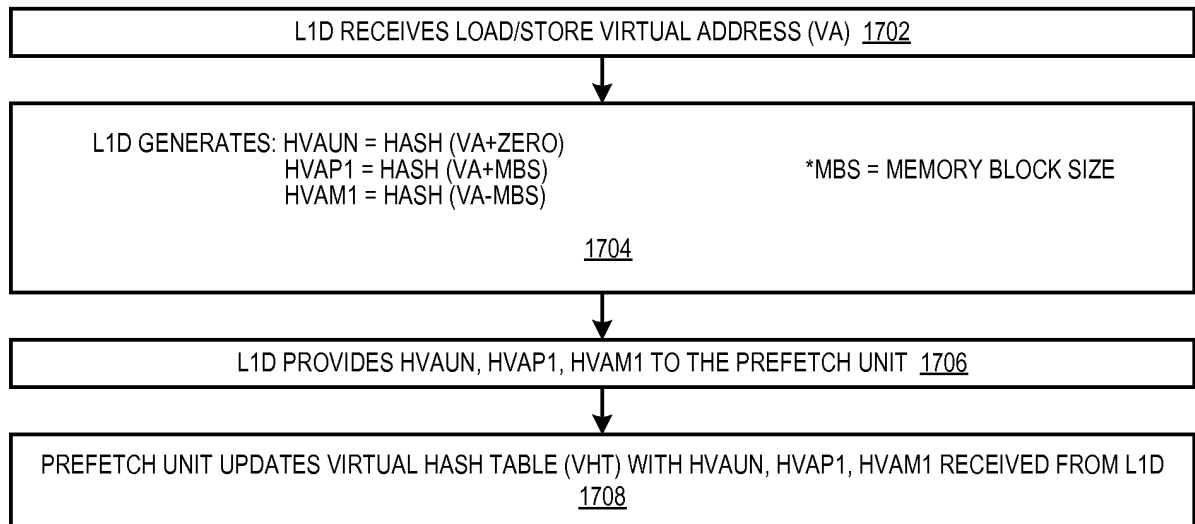 L1D RECEIVES LOAD/STORE VIRTUAL ADDRESS (VA) 1702
L1D GENERATES: HVAUN = HASH (VA+ZERO)
HVAP1 = HASH (VA+MBS)
*MBS = MEMORY BLOCK SIZE
HVAM1 = HASH (VA-MBS)
1704
L1D PROVIDES HVAUN, HVAP1, HVAM1 TO THE PREFETCH UNIT 1706
PREFETCH UNIT UPDATES VIRTUAL HASH TABLE (VHT) WITH HVAUN, HVAP1, HVAM1 RECEIVED FROM L1D
1708